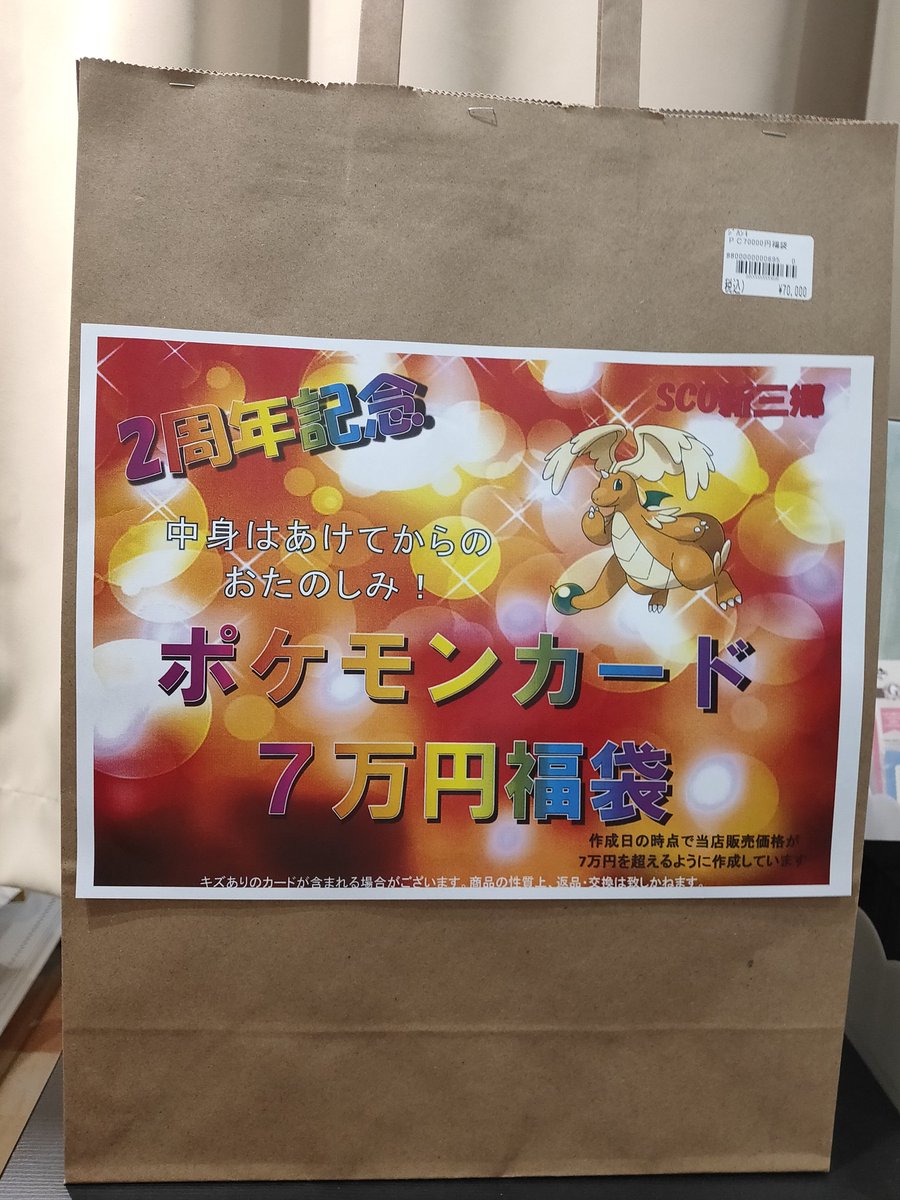 PC70000円福袋
税込) ¥70,000
SCO新三郷
2周年記念
中身はあけてからの
おたのしみ！
ポケモンカード
７万円福袋
作成日の時点で当店販売価格が
7万円を超えるように作成しています
キズありのカードが含まれる場合がございます。商品の性質上、返品・交換は致しかねます。